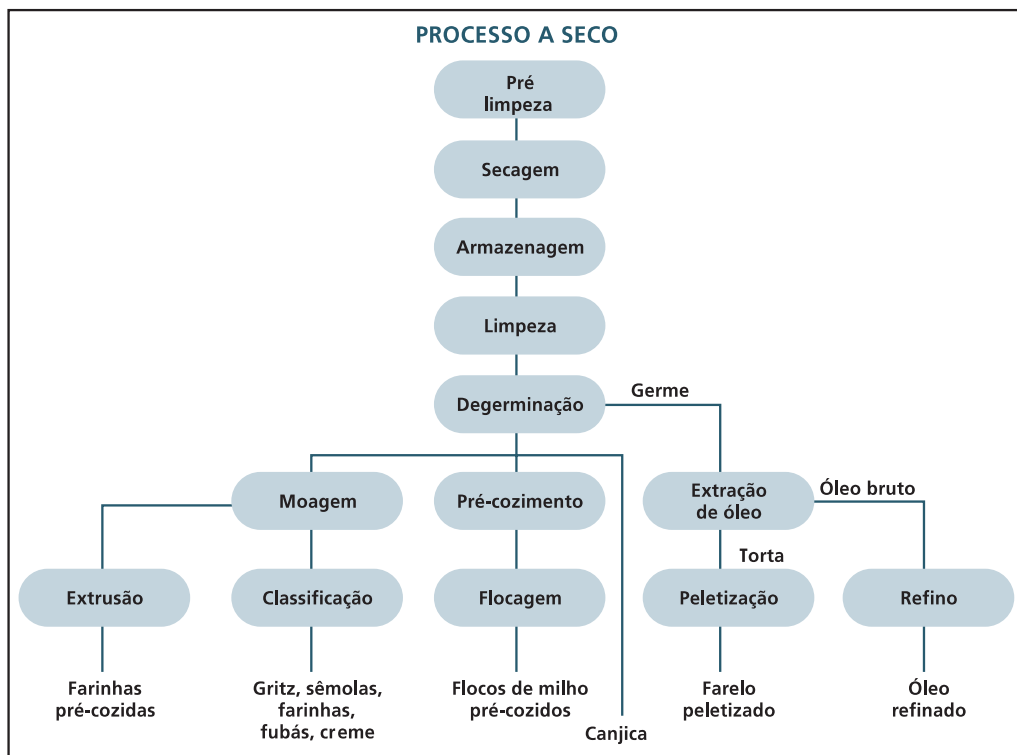 PROCESSO A SECO
Pré
limpeza
Secagem
Armazenagem
Limpeza
Degerminação
Germe
Moagem
Pré-cozimento
Extração
de óleo
Óleo bruto
Torta
Extrusão
Classificação
Flocagem
Peletização
Refino
Farinhas
pré-cozidas
Gritz, sêmolas,
farinhas,
fubás, creme
Flocos de milho
pré-cozidos
Canjica
Farelo
peletizado
Óleo
refinado